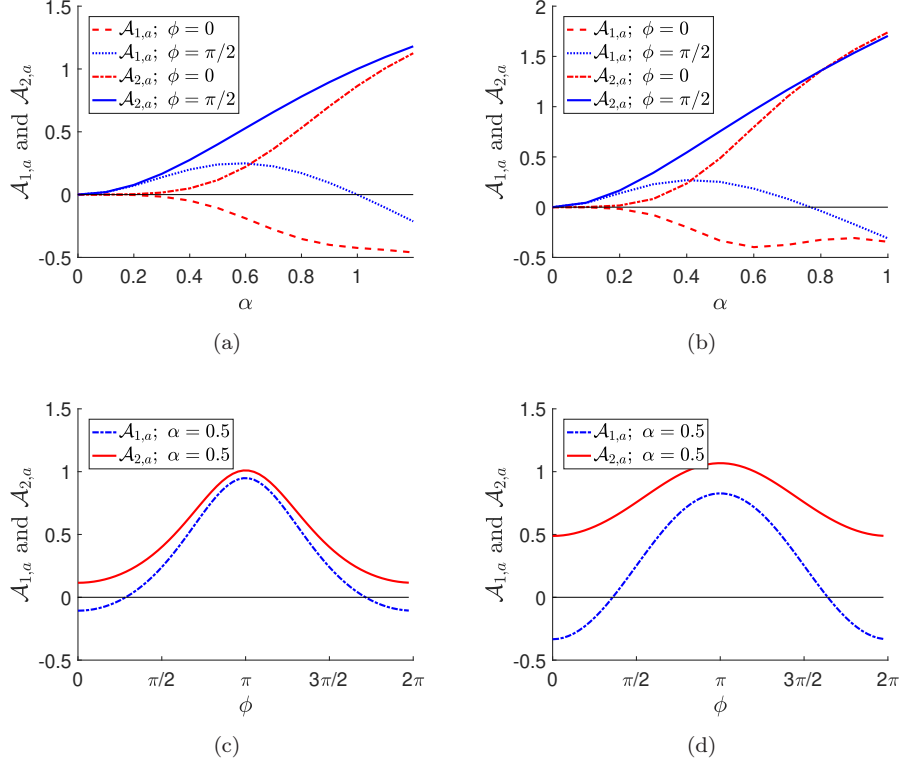 1.5
1
0.5
0
-0.5
𝒜1,a and 𝒜2,a
𝒜1,a; ϕ = 0
𝒜1,a; ϕ = π/2
𝒜2,a; ϕ = 0
𝒜2,a; ϕ = π/2
0 0.2 0.4 0.6 0.8 1
α
(a)
2
1.5
1
0.5
0
-0.5
𝒜1,a and 𝒜2,a
𝒜1,a; ϕ = 0
𝒜1,a; ϕ = π/2
𝒜2,a; ϕ = 0
𝒜2,a; ϕ = π/2
0 0.2 0.4 0.6 0.8 1
α
(b)
1.5
1
0.5
0
-0.5
𝒜1,a and 𝒜2,a
𝒜1,a; α = 0.5
𝒜2,a; α = 0.5
0 π/2 π 3π/2 2π
ϕ
(c)
1.5
1
0.5
0
-0.5
𝒜1,a and 𝒜2,a
𝒜1,a; α = 0.5
𝒜2,a; α = 0.5
0 π/2 π 3π/2 2π
ϕ
(d)